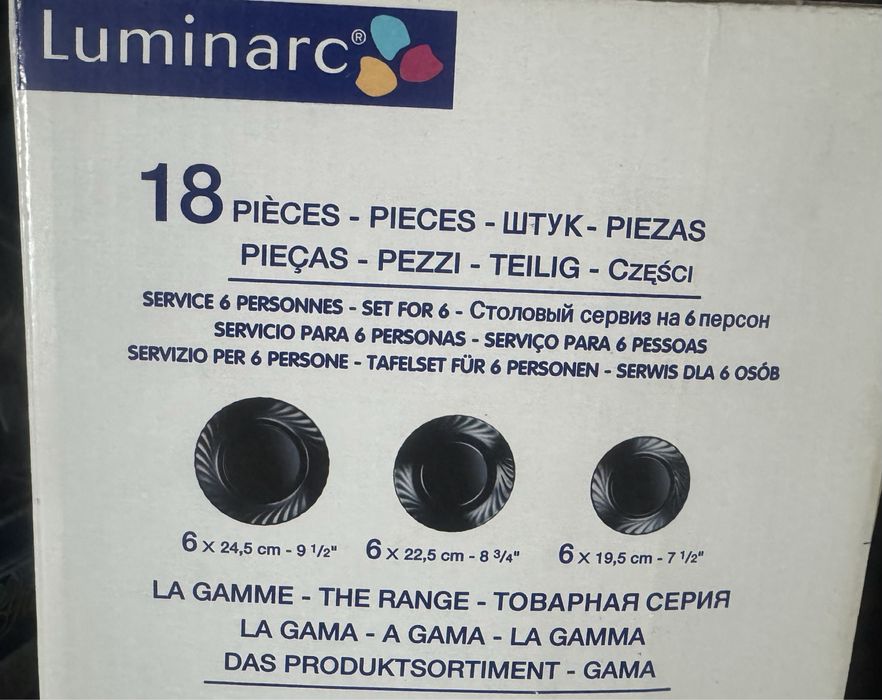 Luminarc®
18 PIÈCES - PIECES - ШТУК - PIEZAS
PIEÇAS - PEZZI - TEILIG - CZĘŚCI
SERVICE 6 PERSONNES - SET FOR 6 - Столовый сервиз на 6 персон
SERVICIO PARA 6 PERSONAS - SERVIÇO PARA 6 PESSOAS
SERVIZIO PER 6 PERSONE - TAFELSET FÜR 6 PERSONEN - SERWIS DLA 6 OSÓB
6 x 24,5 cm - 9 1/2" 6 x 22,5 cm - 8 3/4" 6 x 19,5 cm - 7 1/2"
LA GAMME - THE RANGE - ТОВАРНАЯ СЕРИЯ
LA GAMA - A GAMA - LA GAMMA
DAS PRODUKTSORTIMENT - GAMA